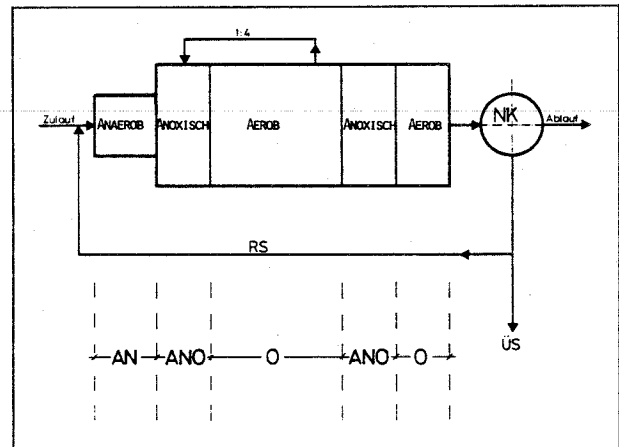 1:4
Zulauf
ANAEROB
ANOXISCH
AEROB
ANOXISCH
AEROB
NK
Ablauf
RS
ÜS
AN
ANO
O
ANO
O